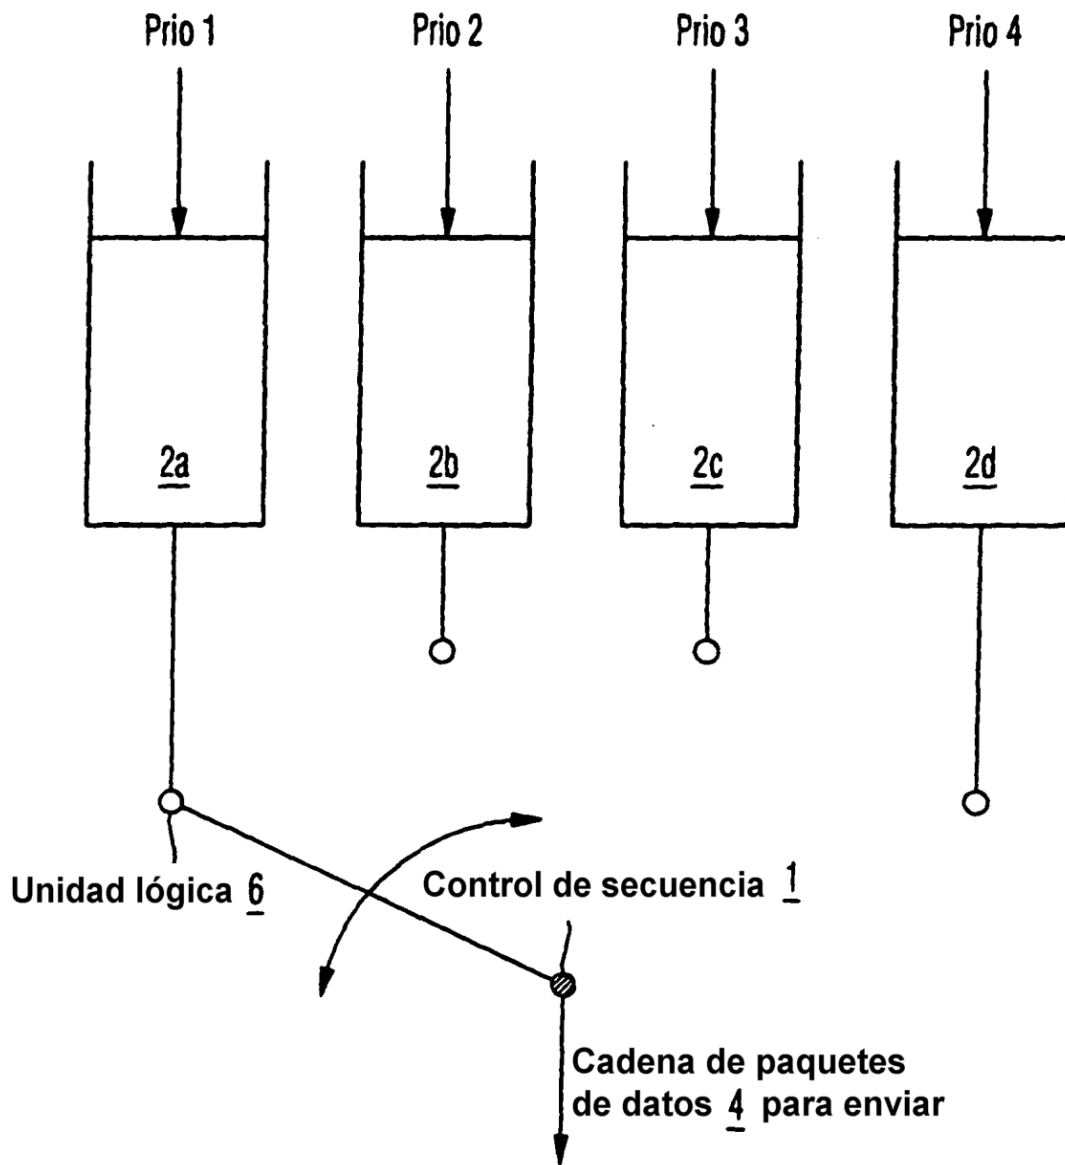 Prio 1 Prio 2 Prio 3 Prio 4
2a 2b 2c 2d
Unidad lógica 6
Control de secuencia 1
Cadena de paquetes
de datos 4 para enviar